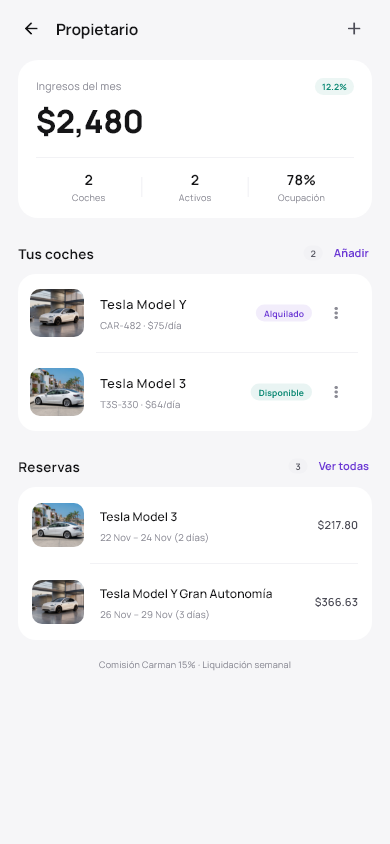 Propietario
Ingresos del mes
12.2%
$2,480
2
2
78%
Coches
Activos
Ocupación
Tus coches
2
Añadir
Tesla Model Y
CAR-482 · $75/día
Alquilado
Tesla Model 3
T3S-330 · $64/día
Disponible
Reservas
3
Ver todas
Tesla Model 3
22 Nov – 24 Nov (2 días)
$217.80
Tesla Model Y Gran Autonomía
26 Nov – 29 Nov (3 días)
$366.63
Comisión Carman 15% · Liquidación semanal